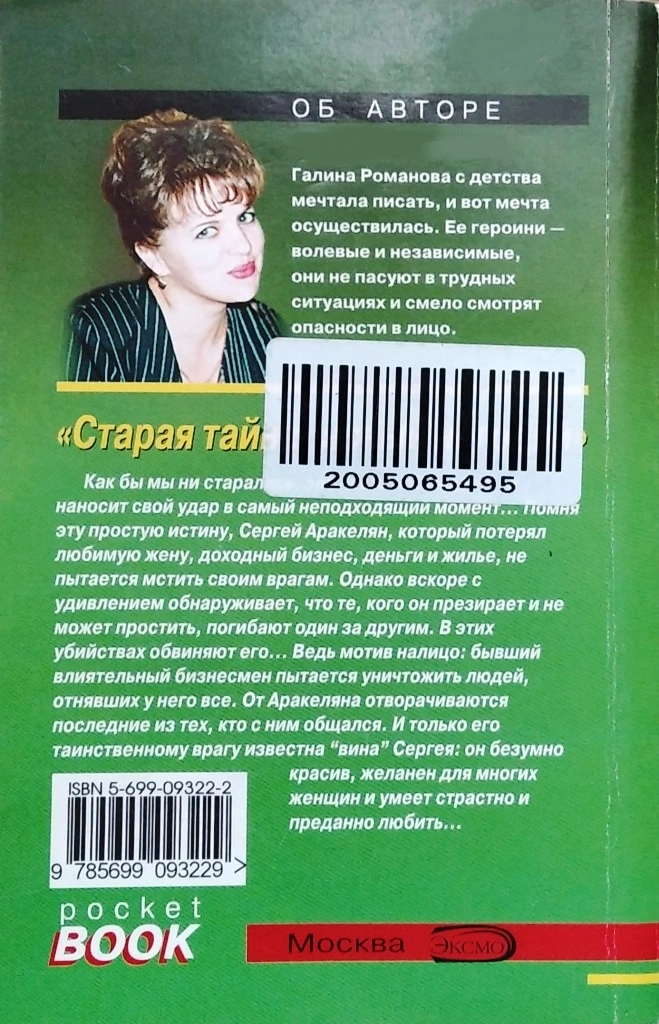 ОБ АВТОРЕ
Галина Романова с детства
мечтала писать, и вот мечта
осуществилась. Ее героини —
волевые и независимые,
они не пасуют в трудных
ситуациях и смело смотрят
опасности в лицо.
2005065495
«Старая
Как бы мы ни
наносит свой удар в самый неподходящий момент... Помня
эту простую истину, Сергей Аракелян, который потерял
любимую жену, доходный бизнес, деньги и жилье, не
пытается мстить своим врагам. Однако вскоре с
удивлением обнаруживает, что те, кого он презирает и не
может простить, погибают один за другим. В этих
убийствах обвиняют его... Ведь мотив налицо: бывший
влиятельный бизнесмен пытается уничтожить людей,
отнявших у него все. От Аракеляна отворачиваются
последние из тех, кто с ним общался. И только его
таинственному врагу известна "вина" Сергея: он безумно
красив, желанен для многих
женщин и умеет страстно и
преданно любить...
ISBN 5-699-09322-2
9 785699 093229 >
pocket
BOOK
Москва ЭКСМО